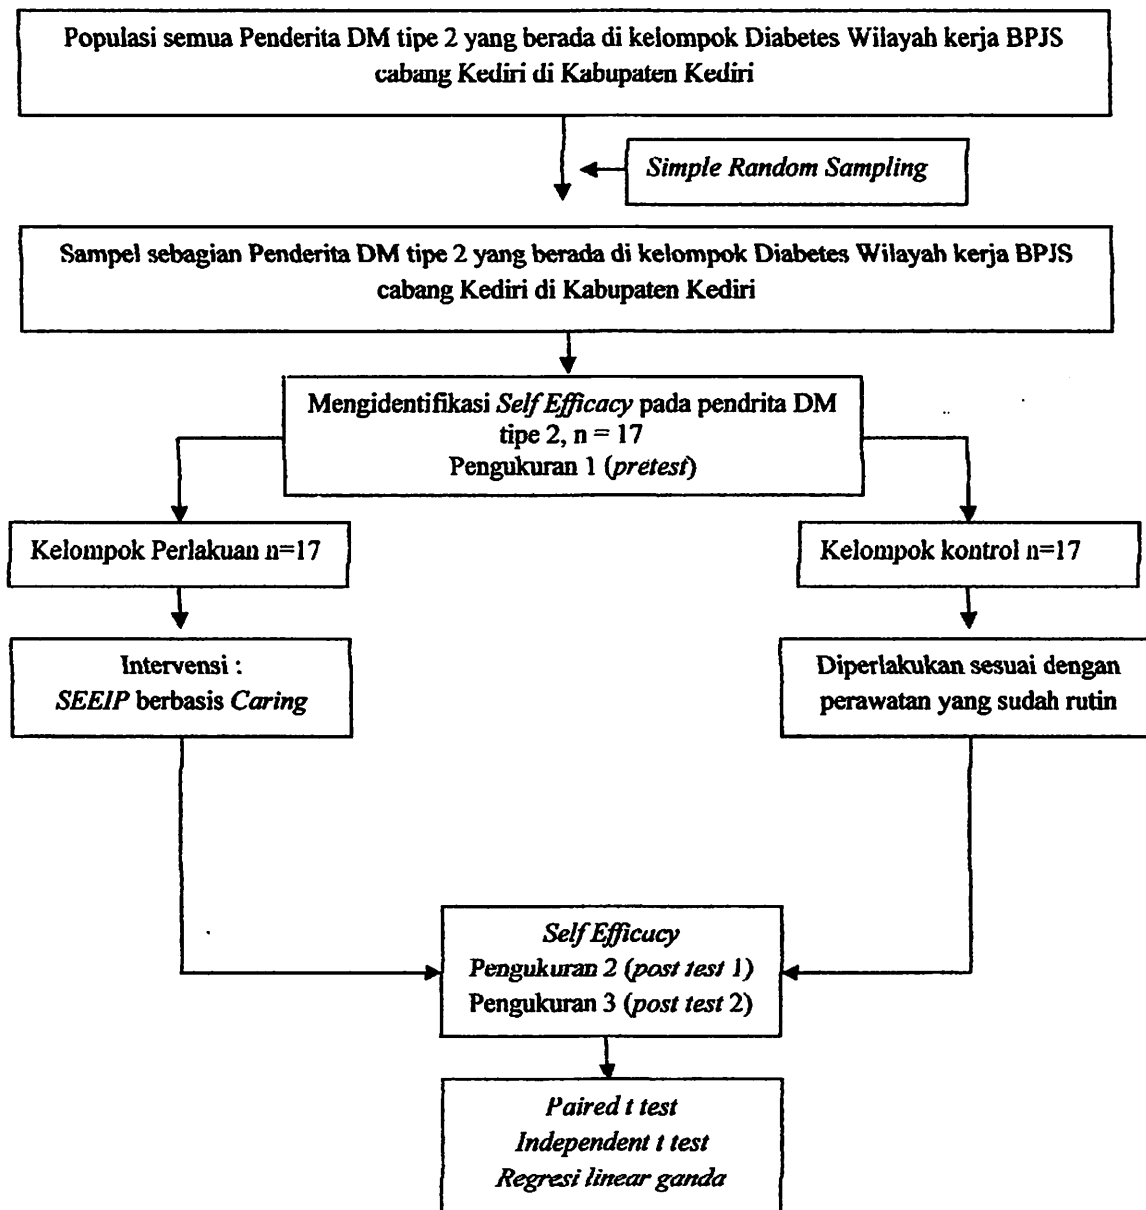 Populasi semua Penderita DM tipe 2 yang berada di kelompok Diabetes Wilayah kerja BPJS
cabang Kediri di Kabupaten Kediri
Simple Random Sampling
Sampel sebagian Penderita DM tipe 2 yang berada di kelompok Diabetes Wilayah kerja BPJS
cabang Kediri di Kabupaten Kediri
Mengidentifikasi Self Efficacy pada pendrita DM
tipe 2, n = 17
Pengukuran 1 (pretest)
Kelompok Perlakuan n=17
Kelompok kontrol n=17
Intervensi :
SEEIP berbasis Caring
Diperlakukan sesuai dengan
perawatan yang sudah rutin
Self Efficacy
Pengukuran 2 (post test 1)
Pengukuran 3 (post test 2)
Paired t test
Independent t test
Regresi linear ganda